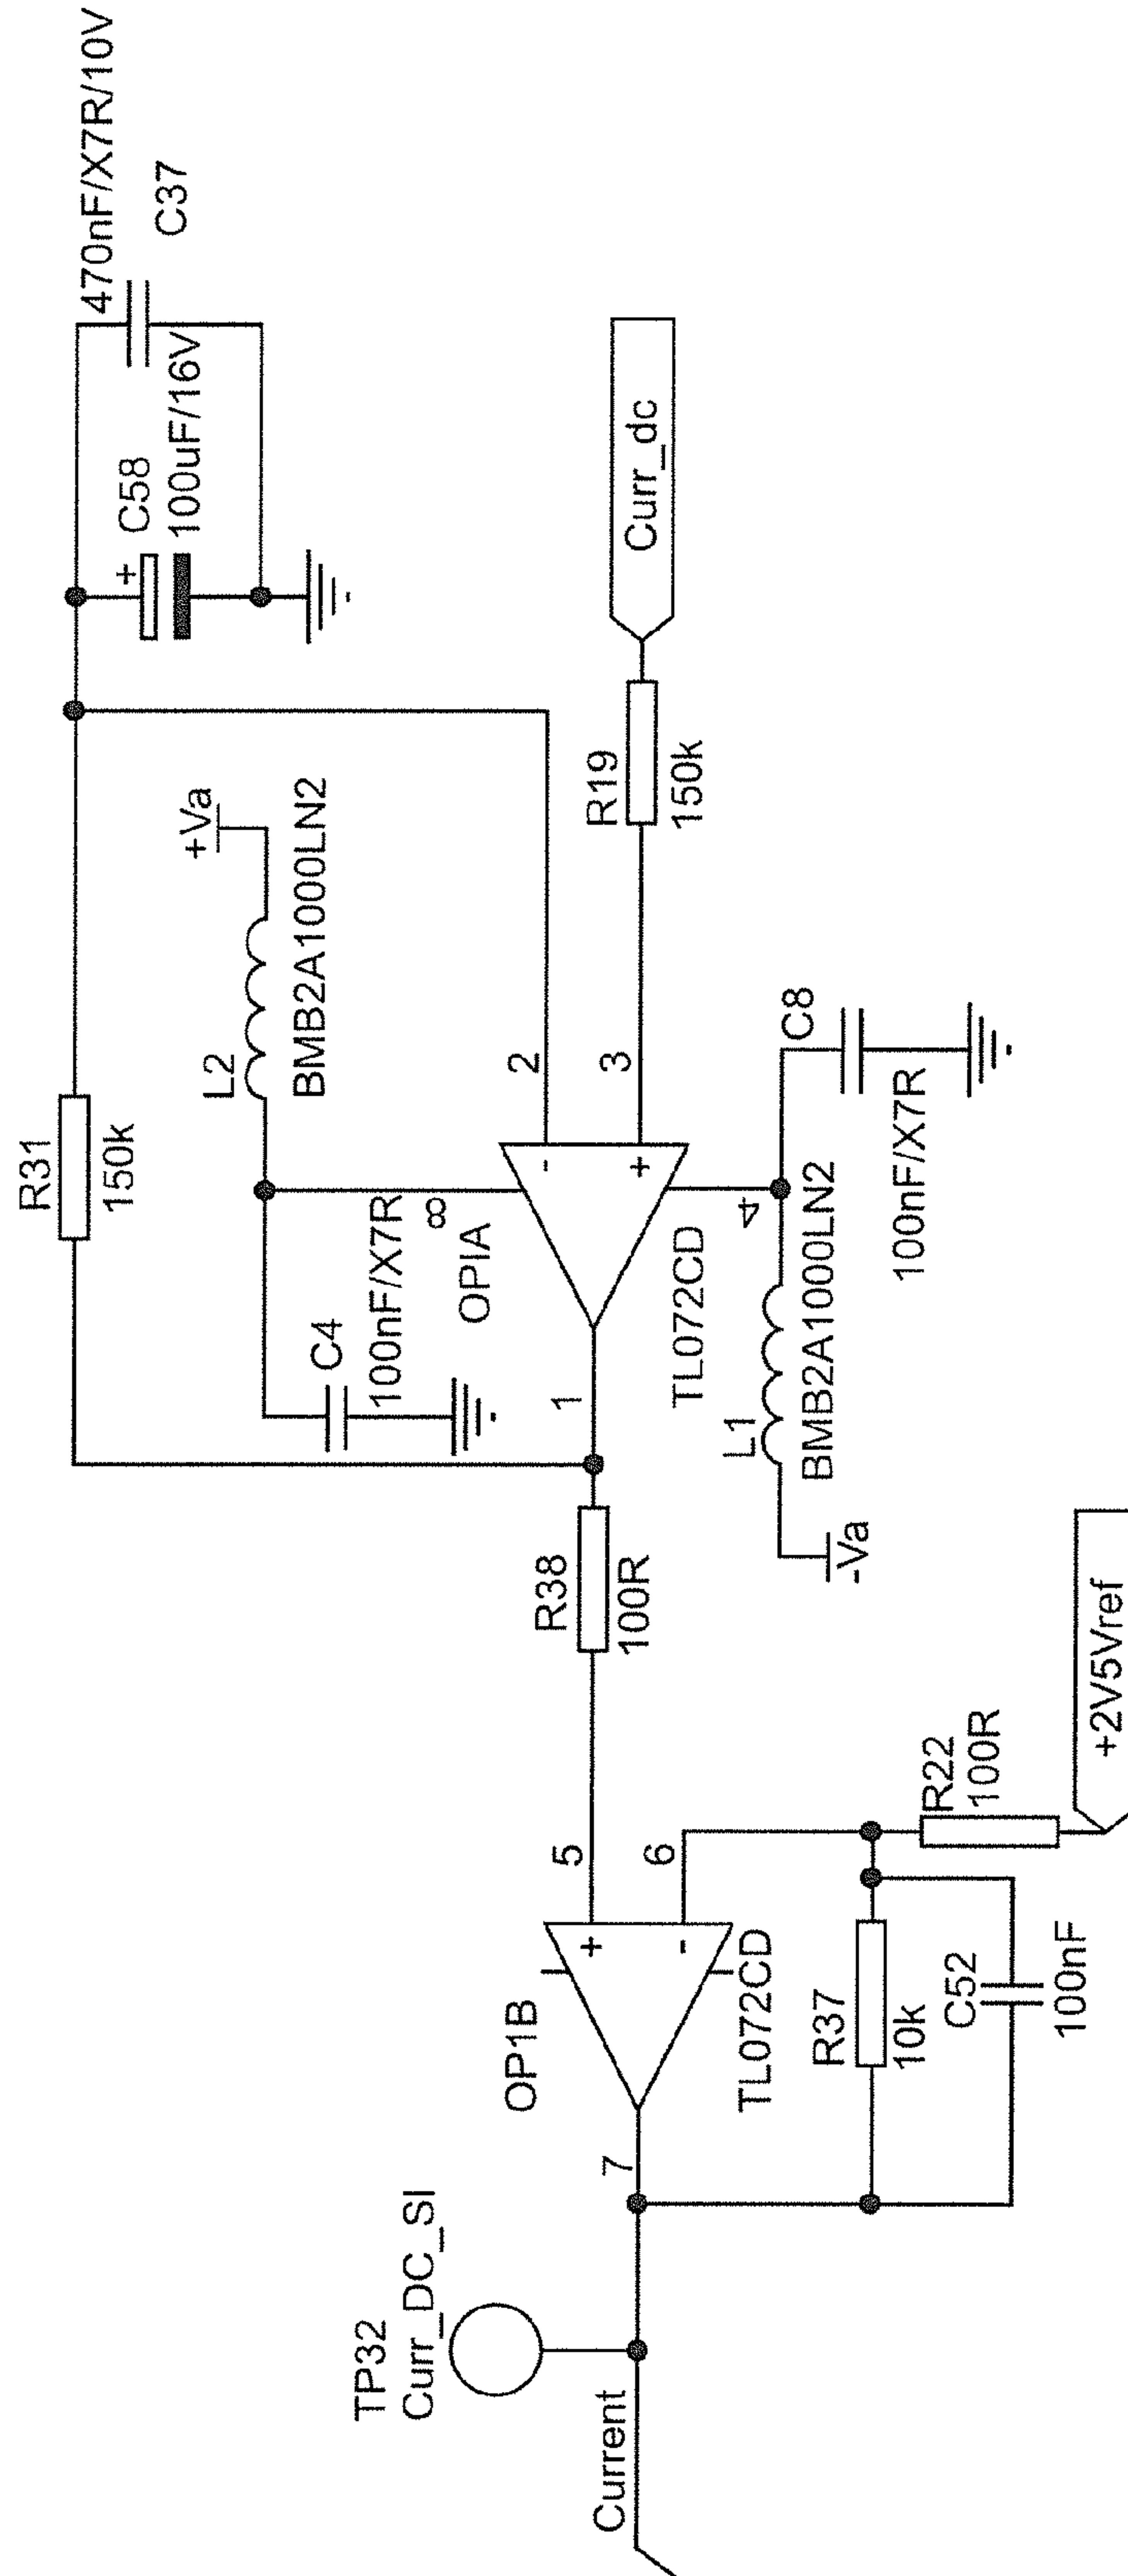 470nF/X7R/10V
C37
C58
+
100uF/16V
Curr_dc
R19
150k
+Va
L2
BMB2A1000LN2
R31
150k
2
3
-
+
8
OPIA
TL072CD
4
C8
100nF/X7R
C4
100nF/X7R
L1
BMB2A1000LN2
-Va
1
R38
100R
5
6
+
-
OP1B
TL072CD
7
R22
100R
+2V5Vref
R37
10k
C52
100nF
TP32
Curr_DC_SI
Current